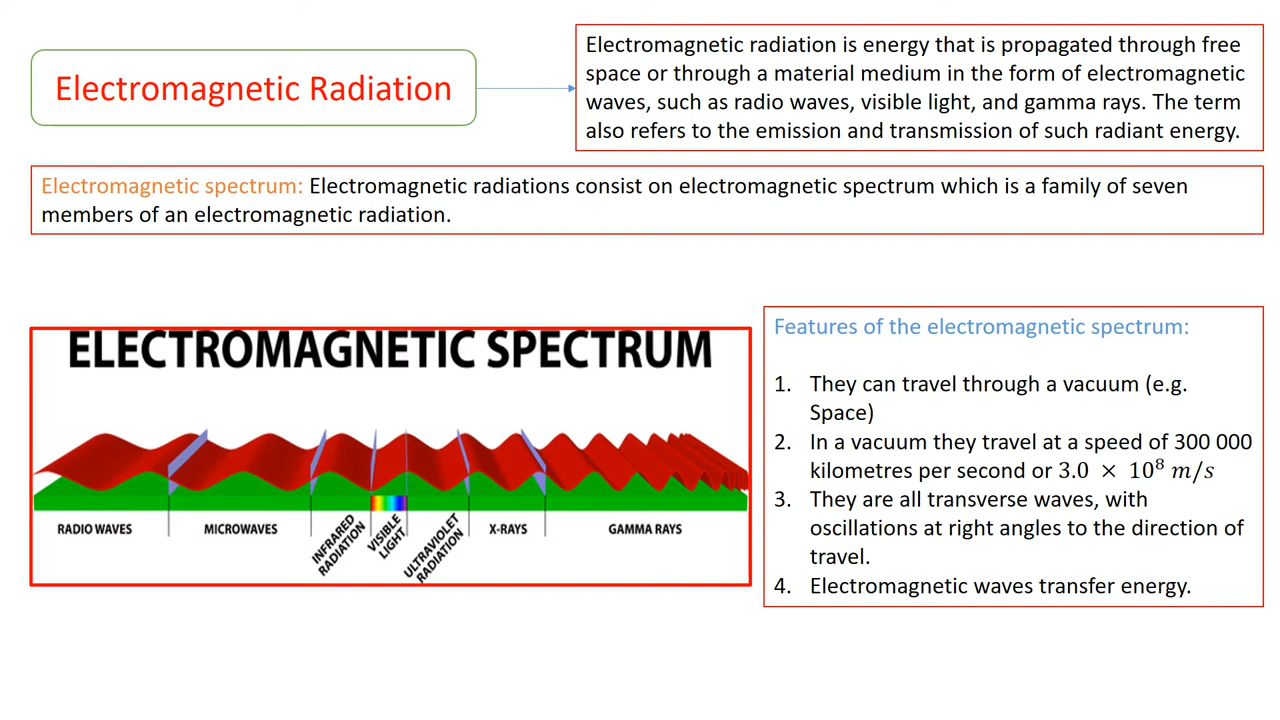 Electromagnetic Radiation
Electromagnetic radiation is energy that is propagated through free
space or through a material medium in the form of electromagnetic
waves, such as radio waves, visible light, and gamma rays. The term
also refers to the emission and transmission of such radiant energy.
Electromagnetic spectrum: Electromagnetic radiations consist on electromagnetic spectrum which is a family of seven
members of an electromagnetic radiation.
ELECTROMAGNETIC SPECTRUM
RADIO WAVES
MICROWAVES
INFRARED
RADIATION
VISIBLE
LIGHT
ULTRAVIOLET
RADIATION
X-RAYS
GAMMA RAYS
Features of the electromagnetic spectrum:
1. They can travel through a vacuum (e.g.
Space)
2. In a vacuum they travel at a speed of 300 000
kilometres per second or 3.0 × 10⁸ m/s
3. They are all transverse waves, with
oscillations at right angles to the direction of
travel.
4. Electromagnetic waves transfer energy.